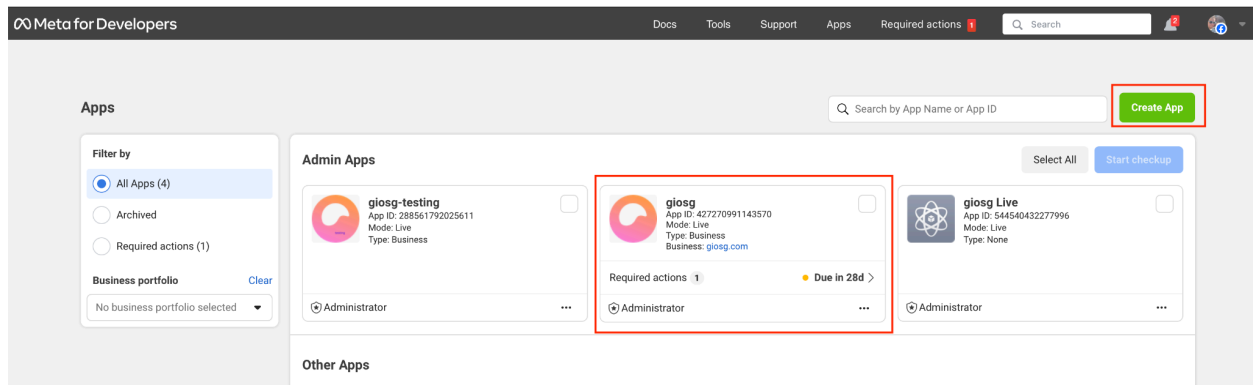 Meta for Developers
Docs Tools Support Apps Required actions 1 Search 2
Apps
Search by App Name or App ID
Create App
Filter by
All Apps (4)
Archived
Required actions (1)
Business portfolio Clear
No business portfolio selected
Admin Apps
Select All
Start checkup
giosg-testing
App ID: 288561792025611
Mode: Live
Type: Business
Administrator
giosg
App ID: 427270991143570
Mode: Live
Type: Business
Business: giosg.com
Required actions 1 Due in 28d
Administrator
giosg Live
App ID: 544540432277996
Mode: Live
Type: None
Administrator
Other Apps